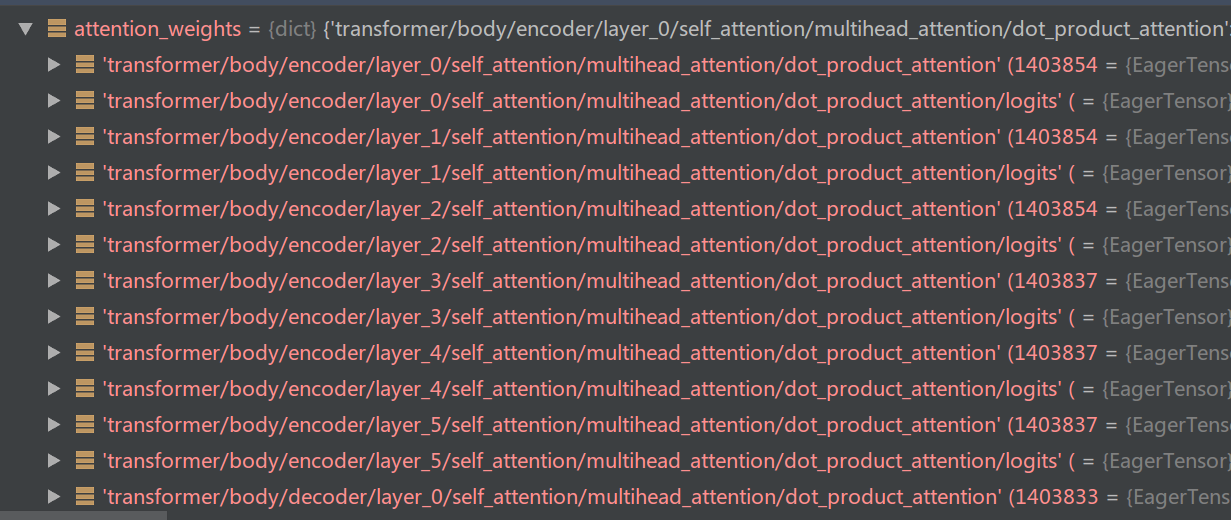 attention_weights = {dict} {'transformer/body/encoder/layer_0/self_attention/multihead_attention/dot_product_attention'
'transformer/body/encoder/layer_0/self_attention/multihead_attention/dot_product_attention' (1403854 = {EagerTenso
'transformer/body/encoder/layer_0/self_attention/multihead_attention/dot_product_attention/logits' ( = {EagerTensor}
'transformer/body/encoder/layer_1/self_attention/multihead_attention/dot_product_attention' (1403854 = {EagerTenso
'transformer/body/encoder/layer_1/self_attention/multihead_attention/dot_product_attention/logits' ( = {EagerTensor}
'transformer/body/encoder/layer_2/self_attention/multihead_attention/dot_product_attention' (1403854 = {EagerTenso
'transformer/body/encoder/layer_2/self_attention/multihead_attention/dot_product_attention/logits' ( = {EagerTensor}
'transformer/body/encoder/layer_3/self_attention/multihead_attention/dot_product_attention' (1403837 = {EagerTenso
'transformer/body/encoder/layer_3/self_attention/multihead_attention/dot_product_attention/logits' ( = {EagerTensor}
'transformer/body/encoder/layer_4/self_attention/multihead_attention/dot_product_attention' (1403837 = {EagerTenso
'transformer/body/encoder/layer_4/self_attention/multihead_attention/dot_product_attention/logits' ( = {EagerTensor}
'transformer/body/encoder/layer_5/self_attention/multihead_attention/dot_product_attention' (1403837 = {EagerTenso
'transformer/body/encoder/layer_5/self_attention/multihead_attention/dot_product_attention/logits' ( = {EagerTensor}
'transformer/body/decoder/layer_0/self_attention/multihead_attention/dot_product_attention' (1403833 = {EagerTens